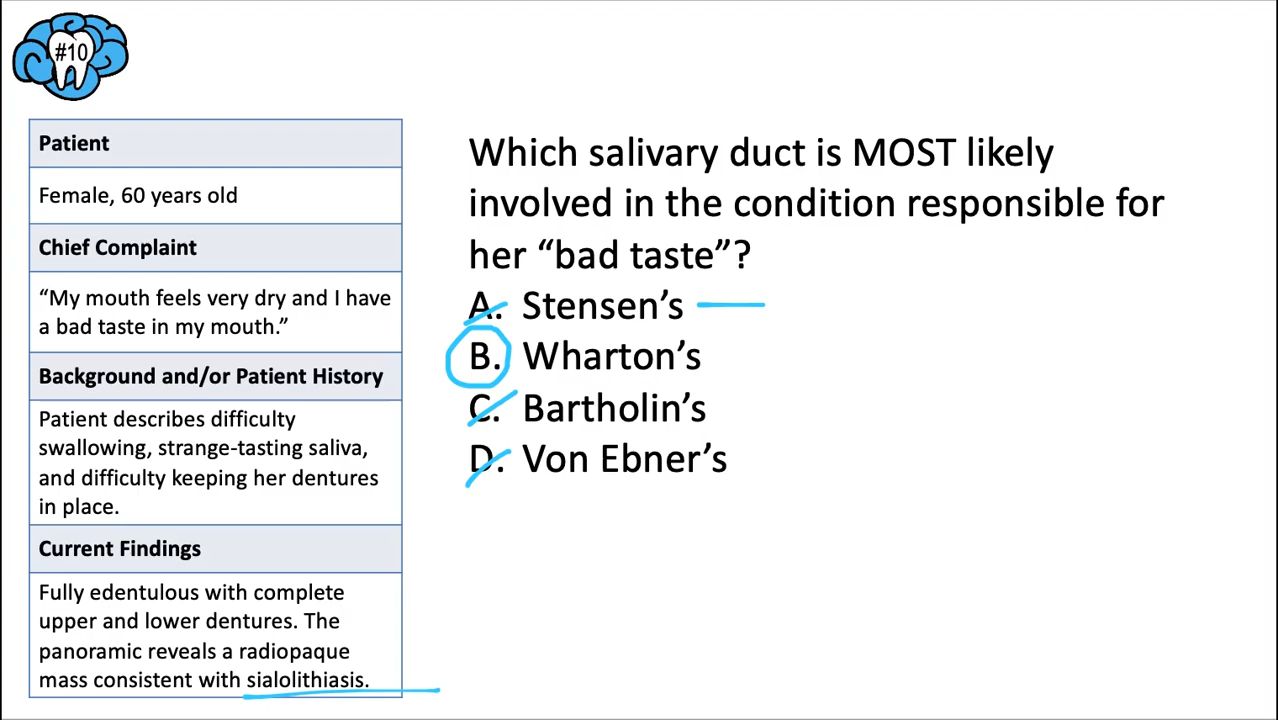 #10
Patient
Female, 60 years old
Chief Complaint
“My mouth feels very dry and I have
a bad taste in my mouth.”
Background and/or Patient History
Patient describes difficulty
swallowing, strange-tasting saliva,
and difficulty keeping her dentures
in place.
Current Findings
Fully edentulous with complete
upper and lower dentures. The
panoramic reveals a radiopaque
mass consistent with sialolithiasis.
Which salivary duct is MOST likely
involved in the condition responsible for
her “bad taste”?
A. Stensen’s
B. Wharton’s
C. Bartholin’s
D. Von Ebner’s